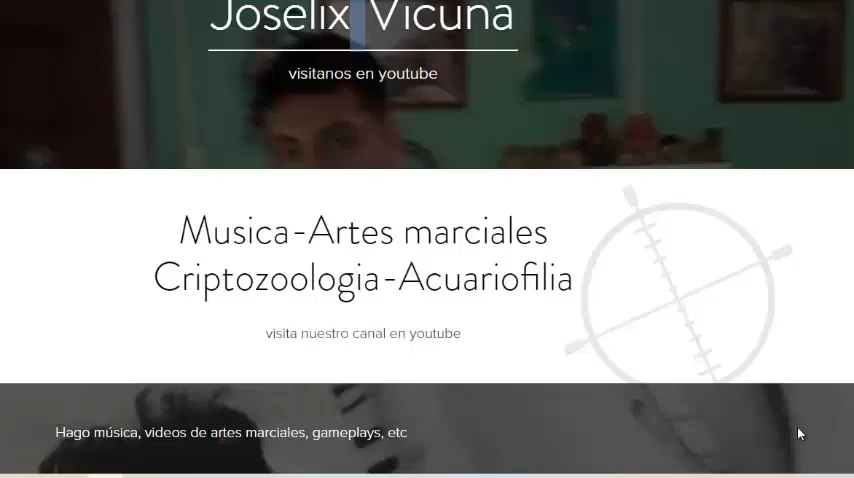 Joselix Vicuna
visitanos en youtube
Musica-Artes marciales
Criptozoologia-Acuariofilia
visita nuestro canal en youtube
Hago música, videos de artes marciales, gameplays, etc